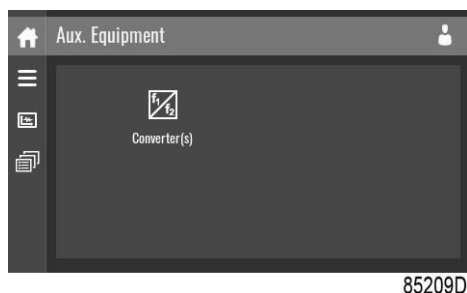 Aux. Equipment
f1/f2
Converter(s)
85209D